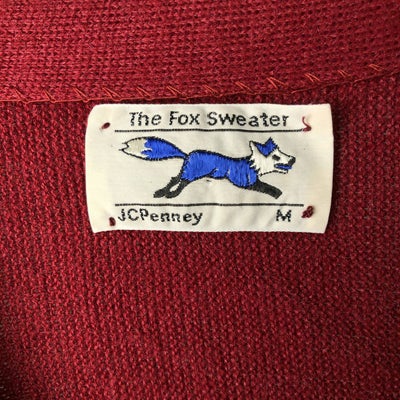 The Fox Sweater
JCPenney M